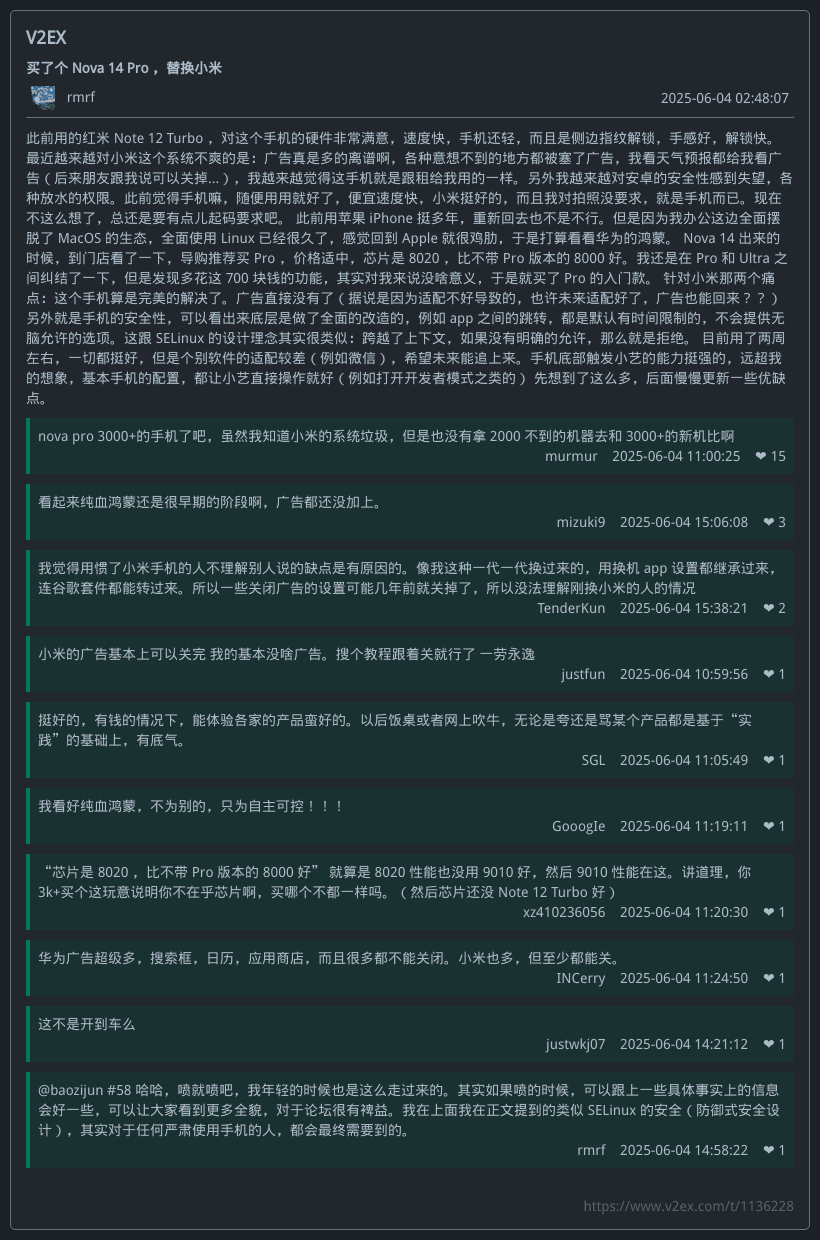 V2EX
买了个 Nova 14 Pro ，替换小米
rmrf
2025-06-04 02:48:07
此前用的红米 Note 12 Turbo ，对这个手机的硬件非常满意，速度快，手机还轻，而且是侧边指纹解锁，手感好，解锁快。
最近越来越对小米这个系统不爽的是：广告真是多的离谱啊，各种意想不到的地方都被塞了广告，我看天气预报都给我看广
告（后来朋友跟我说可以关掉...），我越来越觉得这手机就是跟租给我用的一样。另外我越来越对安卓的安全性感到失望，各
种放水的权限。此前觉得手机嘛，随便用用就好了，便宜速度快，小米挺好的，而且我对拍照没要求，就是手机而已。现在
不这么想了，总还是要有点儿起码要求吧。 此前用苹果 iPhone 挺多年，重新回去也不是不行。但是因为我办公这边全面摆
脱了 MacOS 的生态，全面使用 Linux 已经很久了，感觉回到 Apple 就很鸡肋，于是打算看看华为的鸿蒙。 Nova 14 出来的
时候，到门店看了一下，导购推荐买 Pro ，价格适中，芯片是 8020 ，比不带 Pro 版本的 8000 好。我还是在 Pro 和 Ultra 之
间纠结了一下，但是发现多花这 700 块钱的功能，其实对我来说没啥意义，于是就买了 Pro 的入门款。 针对小米那两个痛
点：这个手机算是完美的解决了。广告直接没有了（据说是因为适配不好导致的，也许未来适配好了，广告也能回来？？）
另外就是手机的安全性，可以看出来底层是做了全面的改造的，例如 app 之间的跳转，都是默认有时间限制的，不会提供无
脑允许的选项。这跟 SELinux 的设计理念其实很类似：跨越了上下文，如果没有明确的允许，那么就是拒绝。 目前用了两周
左右，一切都挺好，但是个别软件的适配较差（例如微信），希望未来能追上来。手机底部触发小艺的能力挺强的，远超我
的想象，基本手机的配置，都让小艺直接操作就好（例如打开开发者模式之类的） 先想到了这么多，后面慢慢更新一些优缺
点。
nova pro 3000+的手机了吧，虽然我知道小米的系统垃圾，但是也没有拿 2000 不到的机器去和 3000+的新机比啊
murmur 2025-06-04 11:00:25 ❤ 15
看起来纯血鸿蒙还是很早期的阶段啊，广告都还没加上。
mizuki9 2025-06-04 15:06:08 ❤ 3
我觉得用惯了小米手机的人不理解别人说的缺点是有原因的。像我这种一代一代换过来的，用换机 app 设置都继承过来，
连谷歌套件都能转过来。所以一些关闭广告的设置可能几年前就关掉了，所以没法理解刚换小米的人的情况
TenderKun 2025-06-04 15:38:21 ❤ 2
小米的广告基本上可以关完 我的基本没啥广告。搜个教程跟着关就行了 一劳永逸
justfun 2025-06-04 10:59:56 ❤ 1
挺好的，有钱的情况下，能体验各家的产品蛮好的。以后饭桌或者网上吹牛，无论是夸还是骂某个产品都是基于“实
践”的基础上，有底气。
SGL 2025-06-04 11:05:49 ❤ 1
我看好纯血鸿蒙，不为别的，只为自主可控！！！
GooogIe 2025-06-04 11:19:11 ❤ 1
“芯片是 8020 ，比不带 Pro 版本的 8000 好” 就算是 8020 性能也没用 9010 好，然后 9010 性能在这。讲道理，你
3k+买个这玩意说明你不在乎芯片啊，买哪个不都一样吗。（然后芯片还没 Note 12 Turbo 好）
xz410236056 2025-06-04 11:20:30 ❤ 1
华为广告超级多，搜索框，日历，应用商店，而且很多都不能关闭。小米也多，但至少都能关。
INCerry 2025-06-04 11:24:50 ❤ 1
这不是开到车么
justwkj07 2025-06-04 14:21:12 ❤ 1
@baozijun #58 哈哈，喷就喷吧，我年轻的时候也是这么走过来的。其实如果喷的时候，可以跟上一些具体事实上的信息
会好一些，可以让大家看到更多全貌，对于论坛很有裨益。我在上面我在正文提到的类似 SELinux 的安全（防御式安全设
计），其实对于任何严肃使用手机的人，都会最终需要到的。
rmrf 2025-06-04 14:58:22 ❤ 1
https://www.v2ex.com/t/1136228